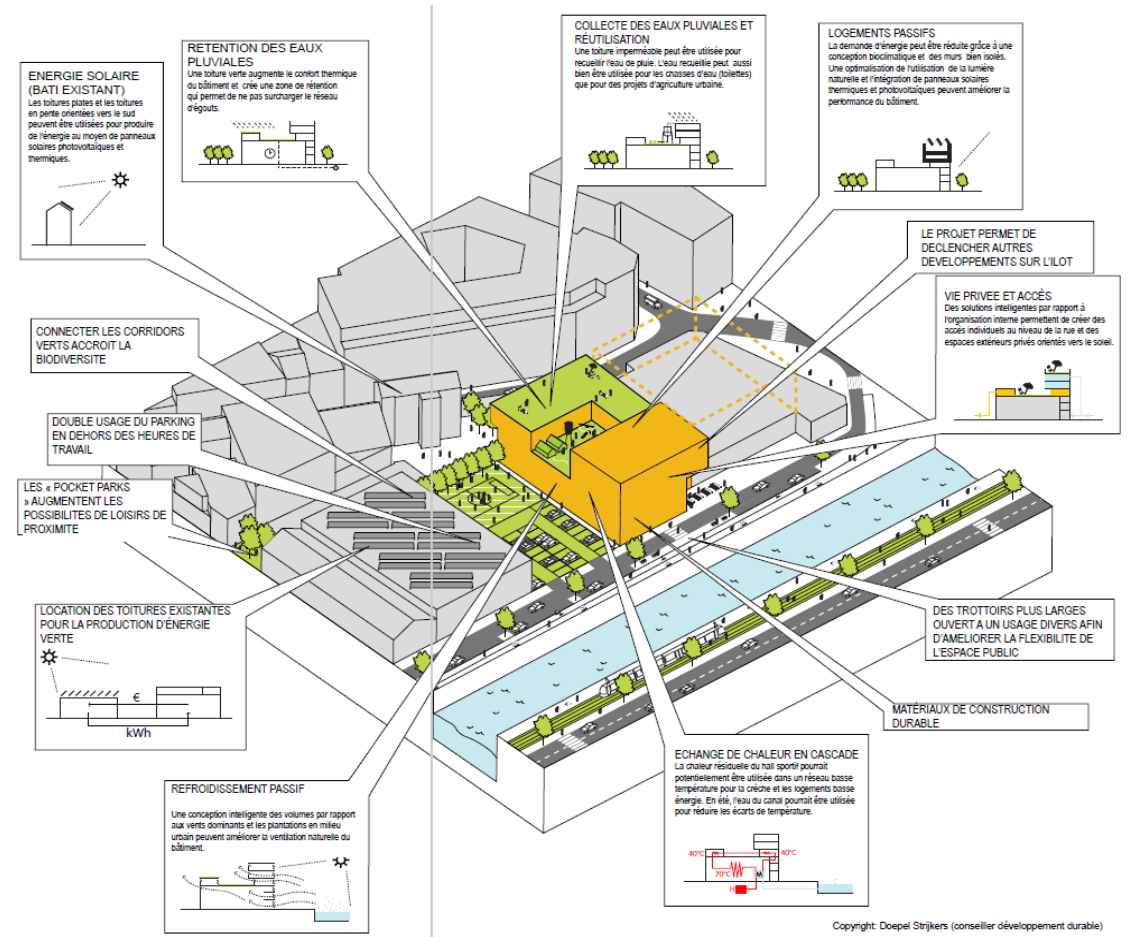 RETENTION DES EAUX
PLUVIALES
Une toiture verte augmente le confort thermique
du bâtiment et crée une zone de rétention
qui permet de ne pas surcharger le réseau
d'égouts.
COLLECTE DES EAUX PLUVIALES ET
RÉUTILISATION
Une toiture imperméable peut être utilisée pour
recueillir l'eau de pluie. L'eau recueillie peut aussi
bien être utilisée pour les chasses d'eau (toilettes)
que pour des projets d'agriculture urbaine.
LOGEMENTS PASSIFS
La demande d'énergie peut être réduite grâce à une
conception bioclimatique et des murs bien isolés.
Une optimalisation de l'utilisation de la lumière
naturelle et l'intégration de panneaux solaires
thermiques et photovoltaïques peuvent améliorer la
performance du bâtiment.
ENERGIE SOLAIRE
(BATI EXISTANT)
Les toitures plates et les toitures
en pente orientées vers le sud
peuvent être utilisées pour produire
de l'énergie au moyen de panneaux
solaires photovoltaïques et
thermiques.
LE PROJET PERMET DE
DECLENCHER AUTRES
DEVELOPPEMENTS SUR L'ILOT
VIE PRIVEE ET ACCÈS
Des solutions intelligentes par rapport à
l'organisation interne permettent de créer des
accès individuels au niveau de la rue et des
espaces extérieurs privés orientés vers le soleil.
CONNECTER LES CORRIDORS
VERTS ACCROIT LA
BIODIVERSITE
DOUBLE USAGE DU PARKING
EN DEHORS DES HEURES DE
TRAVAIL
LES « POCKET PARKS
» AUGMENTENT LES
POSSIBILITES DE LOISIRS DE
PROXIMITE
LOCATION DES TOITURES EXISTANTES
POUR LA PRODUCTION D'ÉNERGIE
VERTE
€
kWh
DES TROTTOIRS PLUS LARGES
OUVERT A UN USAGE DIVERS AFIN
D'AMELIORER LA FLEXIBILITE DE
L'ESPACE PUBLIC
MATÉRIAUX DE CONSTRUCTION
DURABLE
REFROIDISSEMENT PASSIF
Une conception intelligente des volumes par rapport
aux vents dominants et les plantations en milieu
urbain peuvent améliorer la ventilation naturelle du
bâtiment.
ECHANGE DE CHALEUR EN CASCADE
La chaleur résiduelle du hall sportif pourrait
potentiellement être utilisée dans un réseau basse
température pour la crèche et les logements basse
énergie. En été, l'eau du canal pourrait être utilisée
pour réduire les écarts de température.
40°C 40°C
70°C M
H
C
Copyright: Doepel Strijkers (conseiller développement durable)